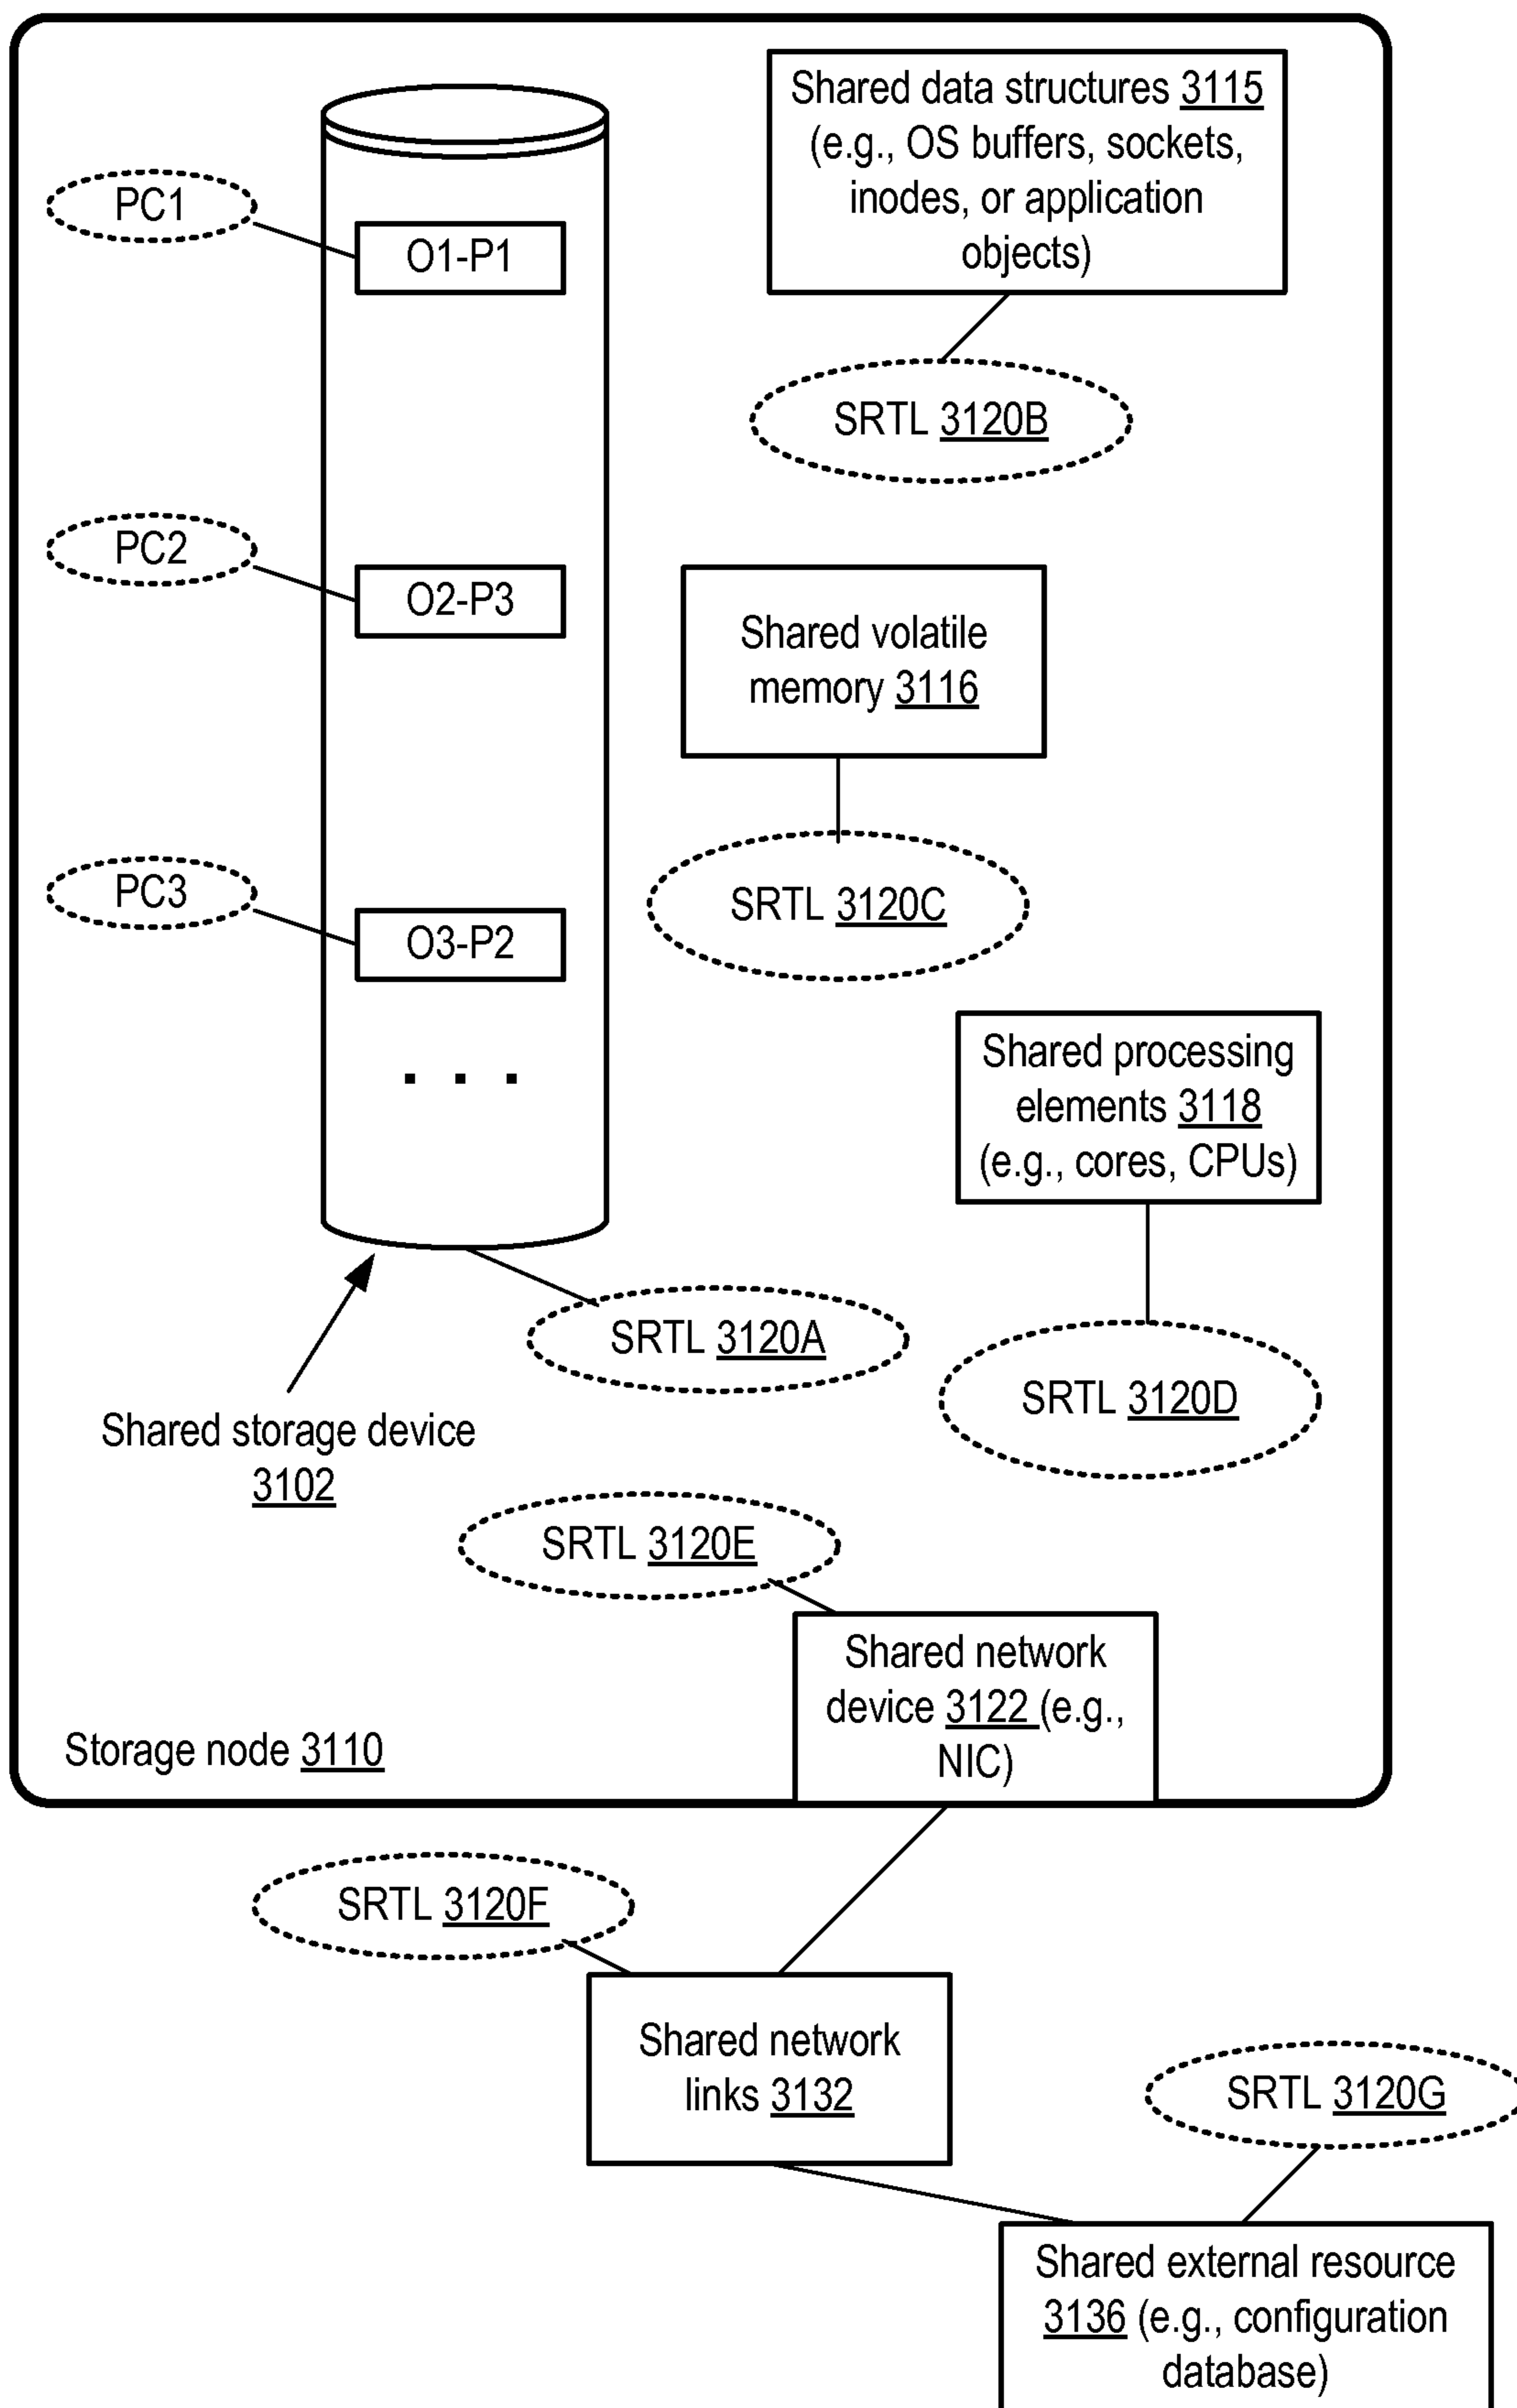 Shared data structures 3115
(e.g., OS buffers, sockets,
inodes, or application
objects)
PC1
O1-P1
SRTL 3120B
PC2
O2-P3
Shared volatile
memory 3116
PC3
O3-P2
SRTL 3120C
. . .
Shared processing
elements 3118
(e.g., cores, CPUs)
SRTL 3120A
SRTL 3120D
Shared storage device
3102
SRTL 3120E
Shared network
device 3122 (e.g.,
NIC)
Storage node 3110
SRTL 3120F
Shared network
links 3132
SRTL 3120G
Shared external resource
3136 (e.g., configuration
database)